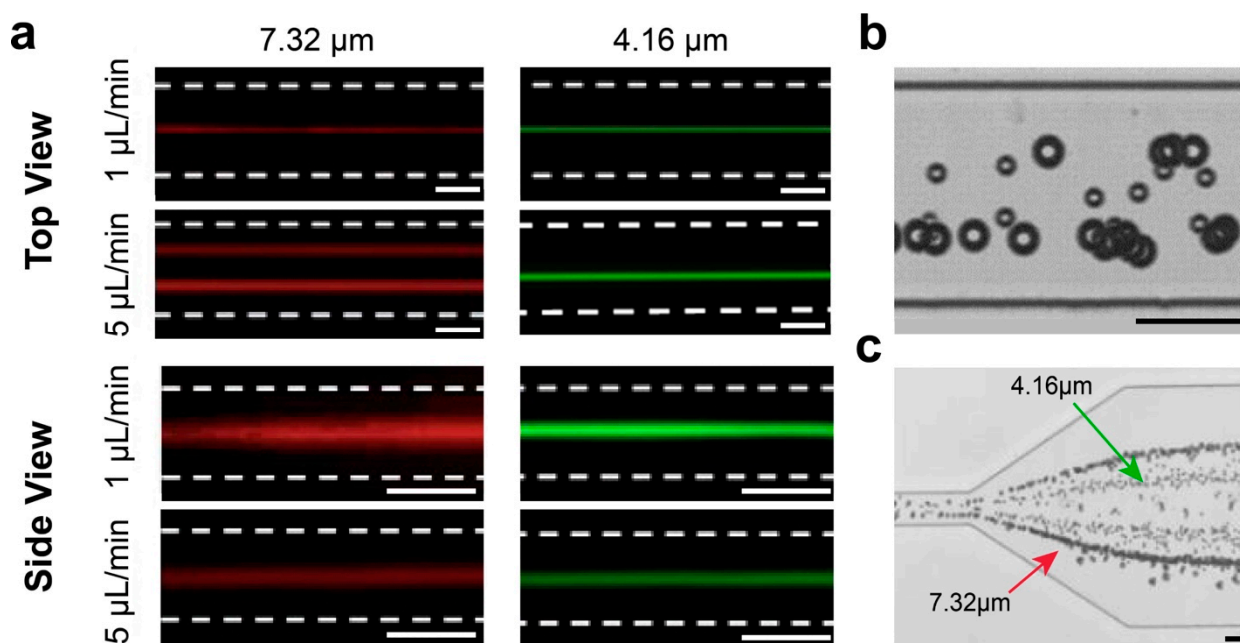 a
7.32 µm
4.16 µm
Top View
1 µL/min
5 µL/min
Side View
1 µL/min
5 µL/min
b
c
4.16µm
7.32µm